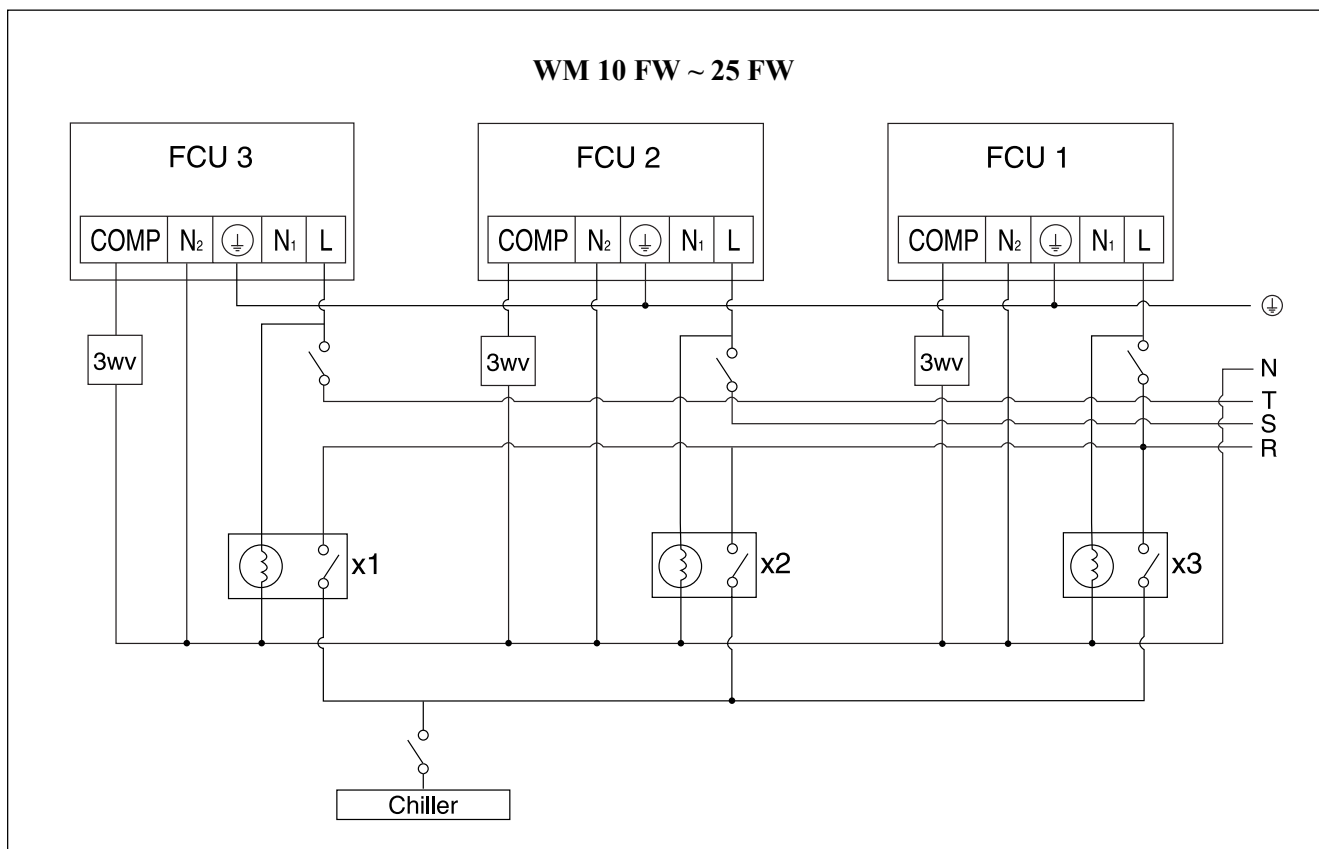 WM 10 FW ~ 25 FW
FCU 3 FCU 2 FCU 1
COMP N₂ N₁ L COMP N₂ N₁ L COMP N₂ N₁ L
3wv 3wv 3wv
N
T
S
R
x1 x2 x3
Chiller